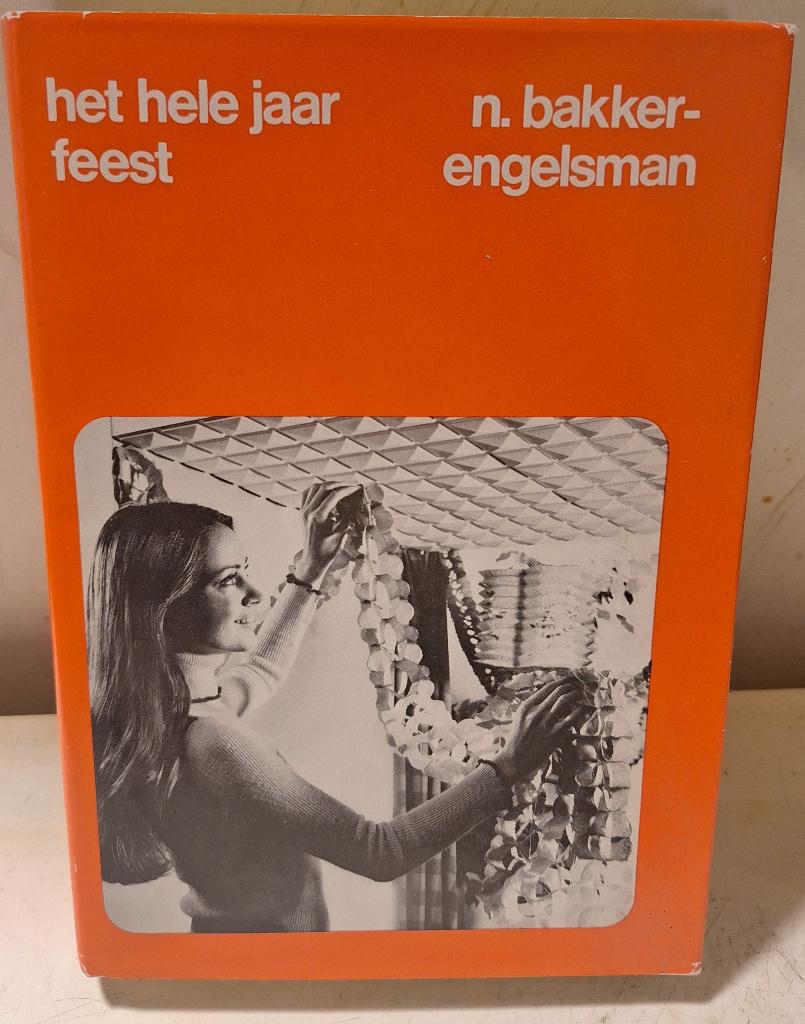 het hele jaar
feest
n. bakker-
engelsman